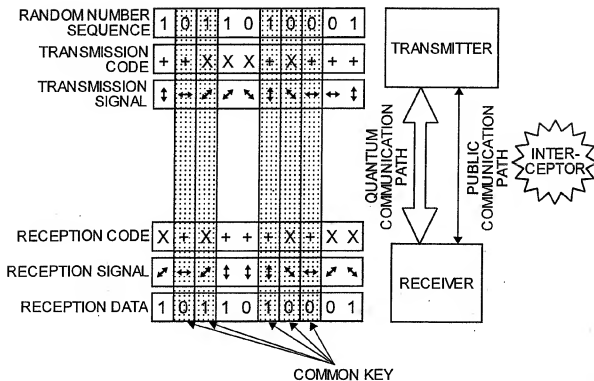 RANDOM NUMBER
SEQUENCE
1 0 1 1 0 1 0 0 0 1
TRANSMISSION
CODE
+ + X X X + X + + +
TRANSMISSION
SIGNAL
↕ ↔ ⤢ ⤢ ⤡ ↕ ⤡ ↔ ↔ ↕
TRANSMITTER
QUANTUM
COMMUNICATION
PATH
PUBLIC
COMMUNICATION
PATH
INTER-
CEPTOR
RECEPTION CODE
X + X + + + X + X X
RECEPTION SIGNAL
⤢ ↔ ⤢ ↕ ↕ ↕ ⤡ ↔ ⤢ ⤡
RECEPTION DATA
1 0 1 1 0 1 0 0 0 1
RECEIVER
COMMON KEY